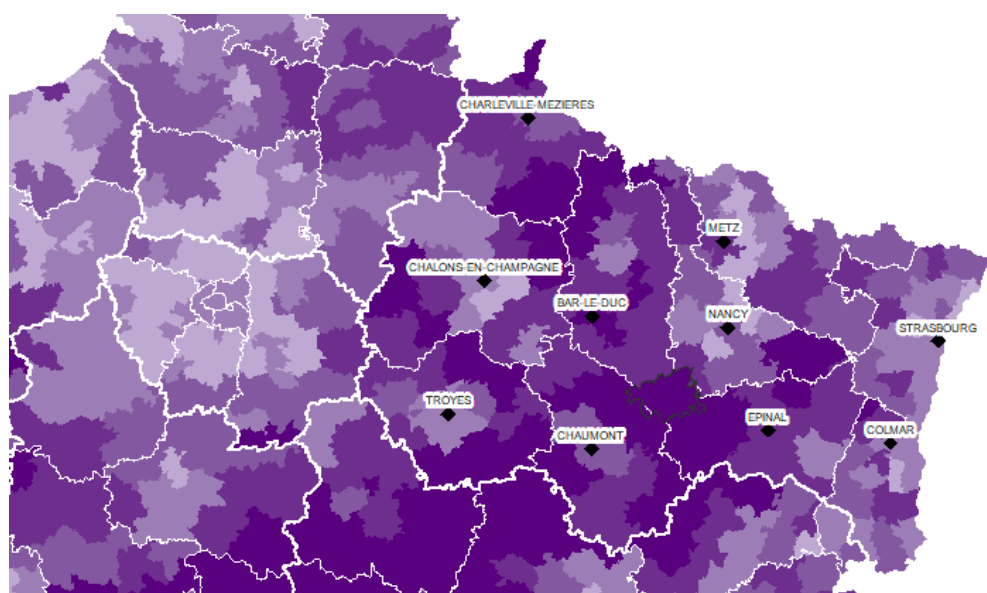 CHARLEVILLE-MEZIERES
METZ
CHALONS-EN-CHAMPAGNE
BAR-LE-DUC
NANCY
STRASBOURG
TROYES
EPINAL
CHAUMONT
COLMAR